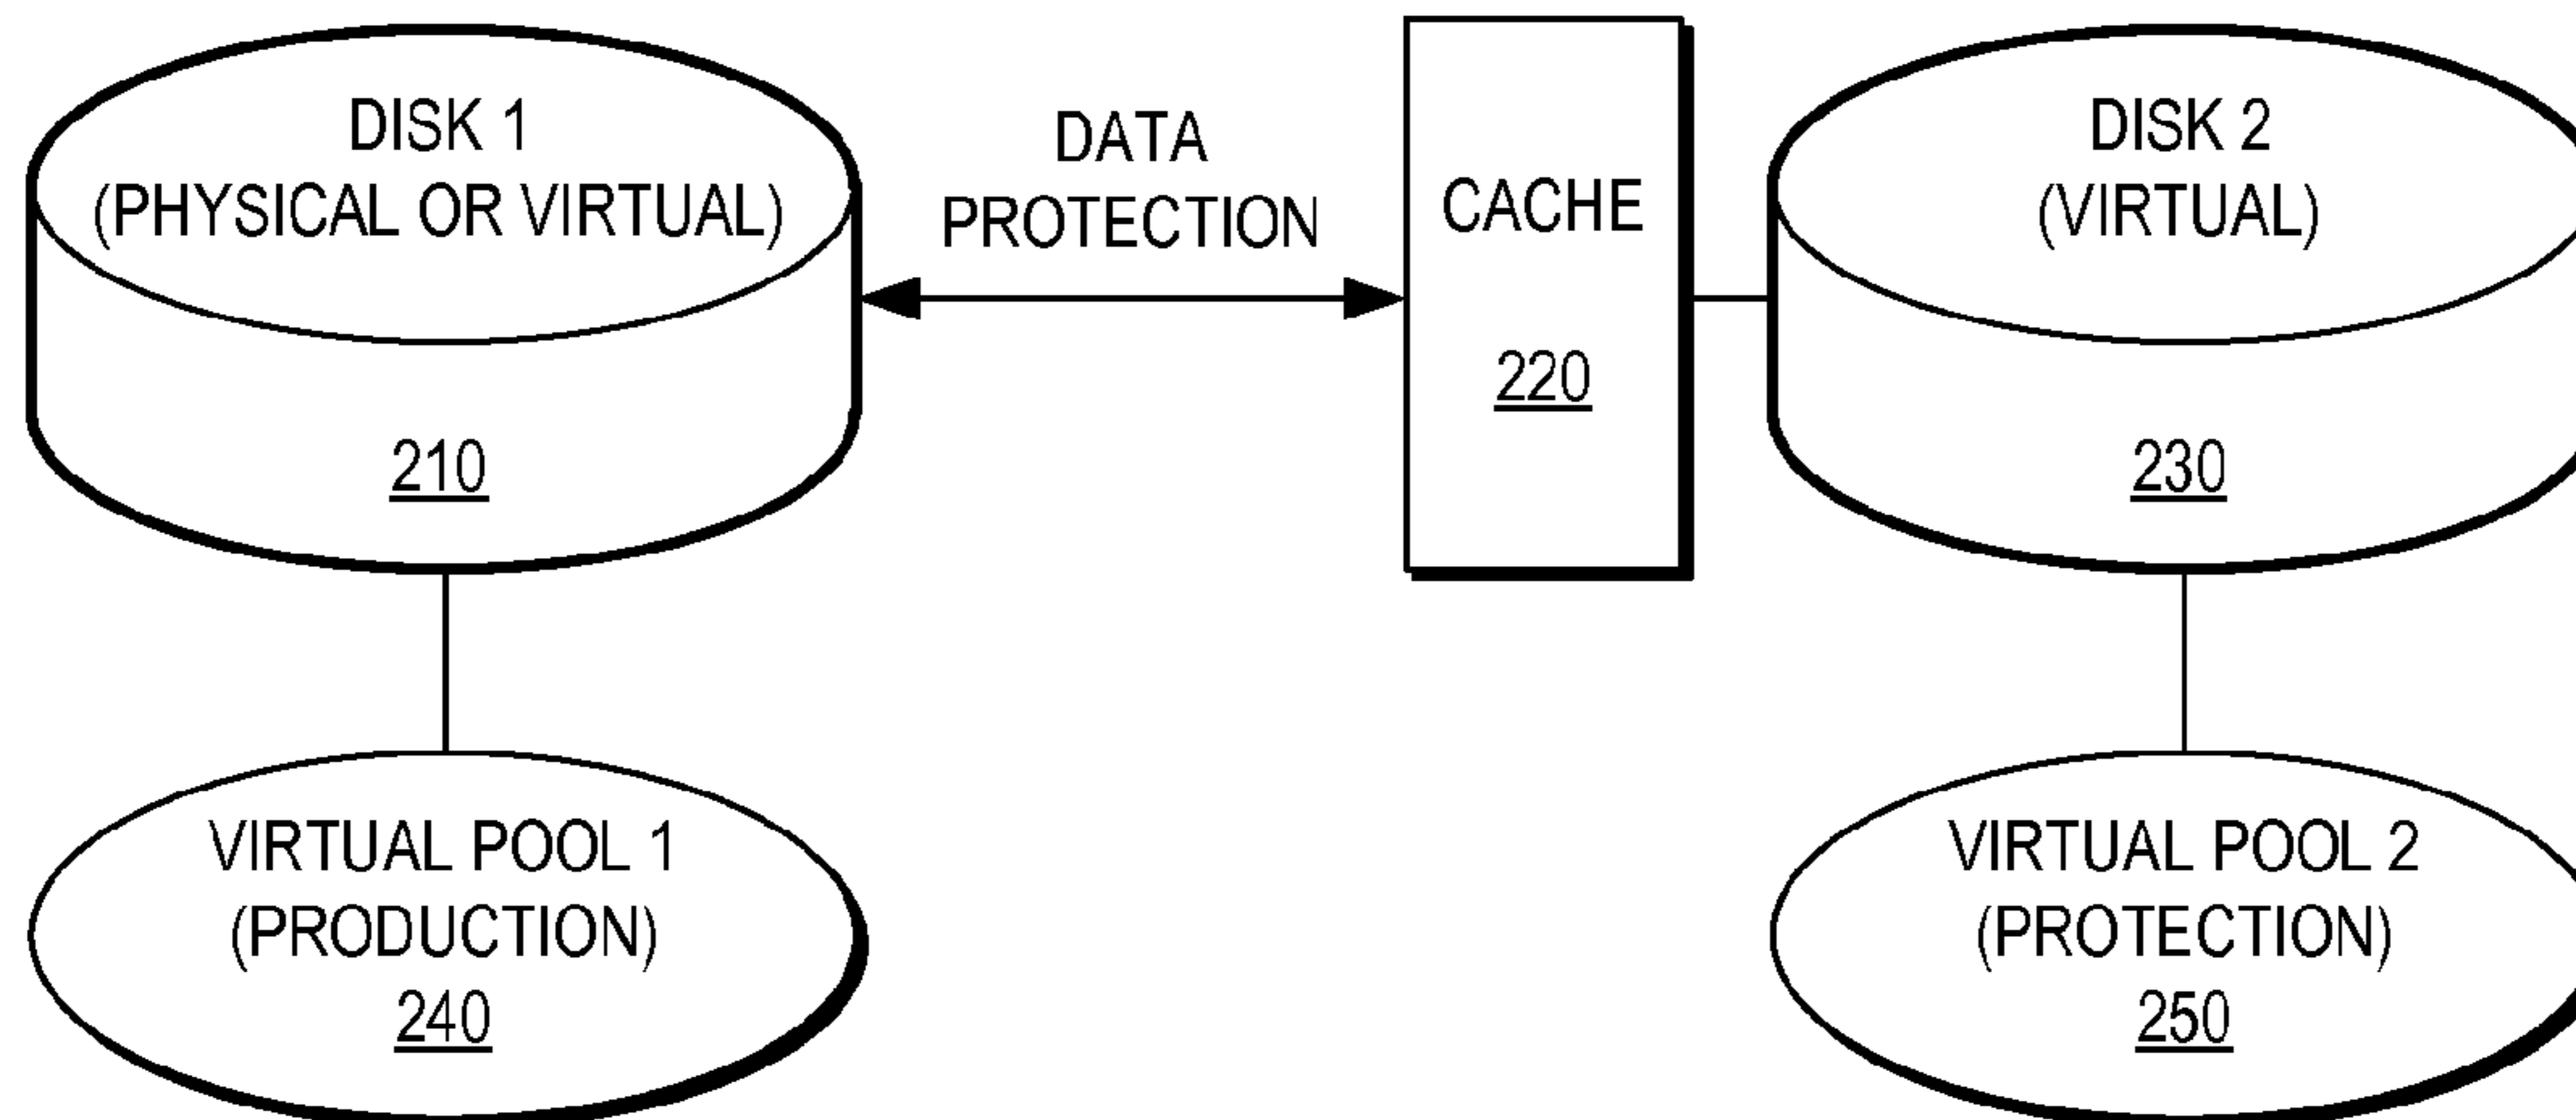 DISK 1
(PHYSICAL OR VIRTUAL)
210
DATA
PROTECTION
CACHE
220
DISK 2
(VIRTUAL)
230
VIRTUAL POOL 1
(PRODUCTION)
240
VIRTUAL POOL 2
(PROTECTION)
250